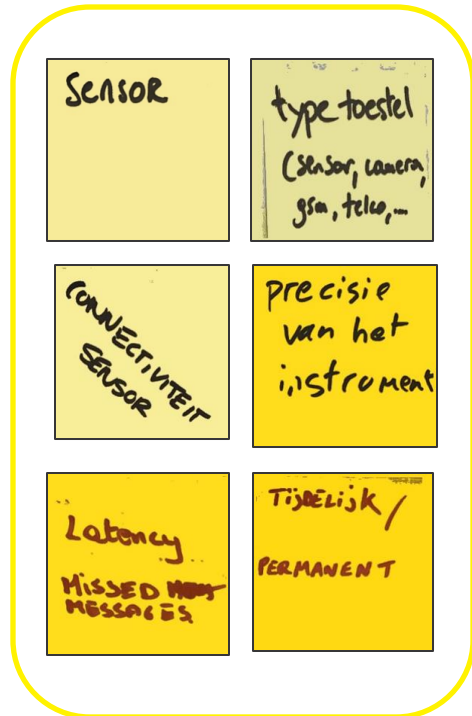 SENSOR
type toestel
(sensor, camera,
gsm, telco,...
CONNECTIVITEIT
SENSOR
precisie
van het
instrument
Latency
MISSED
MESSAGES
TIJDELIJK /
PERMANENT